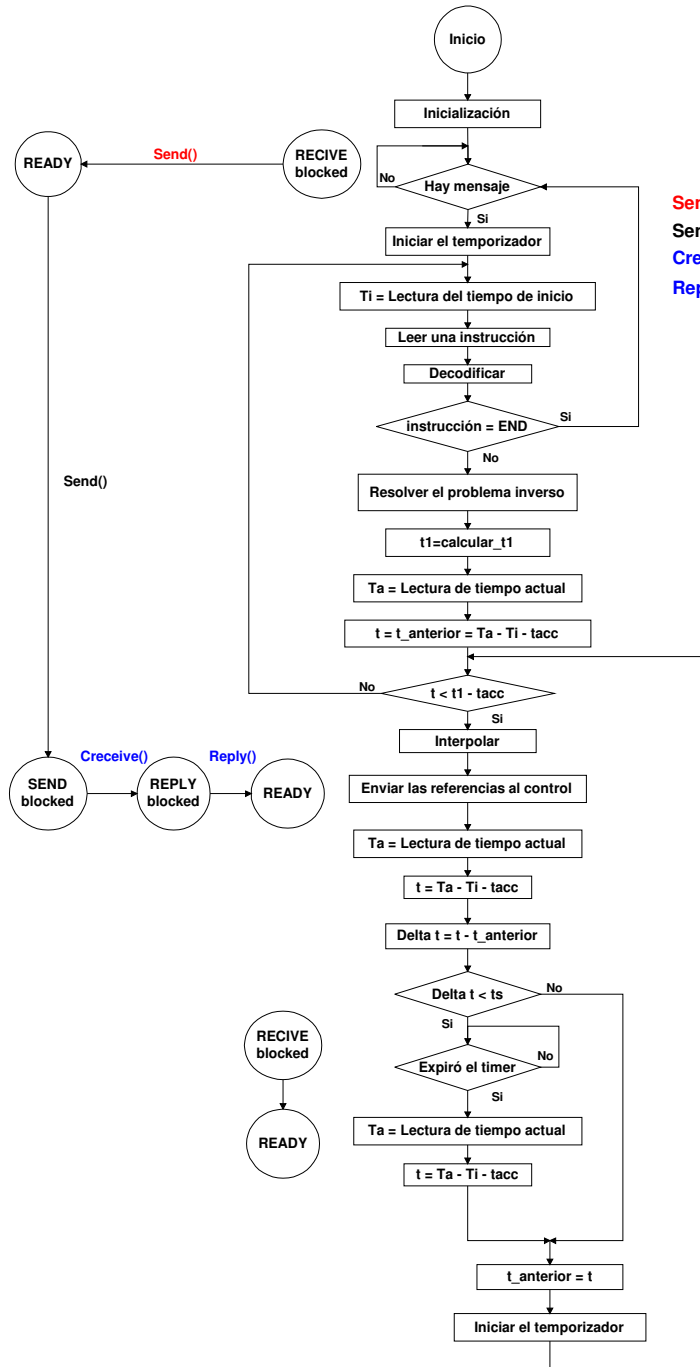 Inicio
Inicialización
READY
Send()
RECIVE
blocked
No
Hay mensaje
Si
Iniciar el temporizador
Ti = Lectura del tiempo de inicio
Leer una instrucción
Decodificar
instrucción = END
Si
No
Send()
Resolver el problema inverso
t1=calcular_t1
Ta = Lectura de tiempo actual
t = t_anterior = Ta - Ti - tacc
No
t < t1 - tacc
Si
Interpolar
Creceive()
Reply()
SEND
blocked
REPLY
blocked
READY
Enviar las referencias al control
Ta = Lectura de tiempo actual
t = Ta - Ti - tacc
Delta t = t - t_anterior
Delta t < ts
No
Si
RECIVE
blocked
Expiró el timer
No
Si
READY
Ta = Lectura de tiempo actual
t = Ta - Ti - tacc
t_anterior = t
Iniciar el temporizador